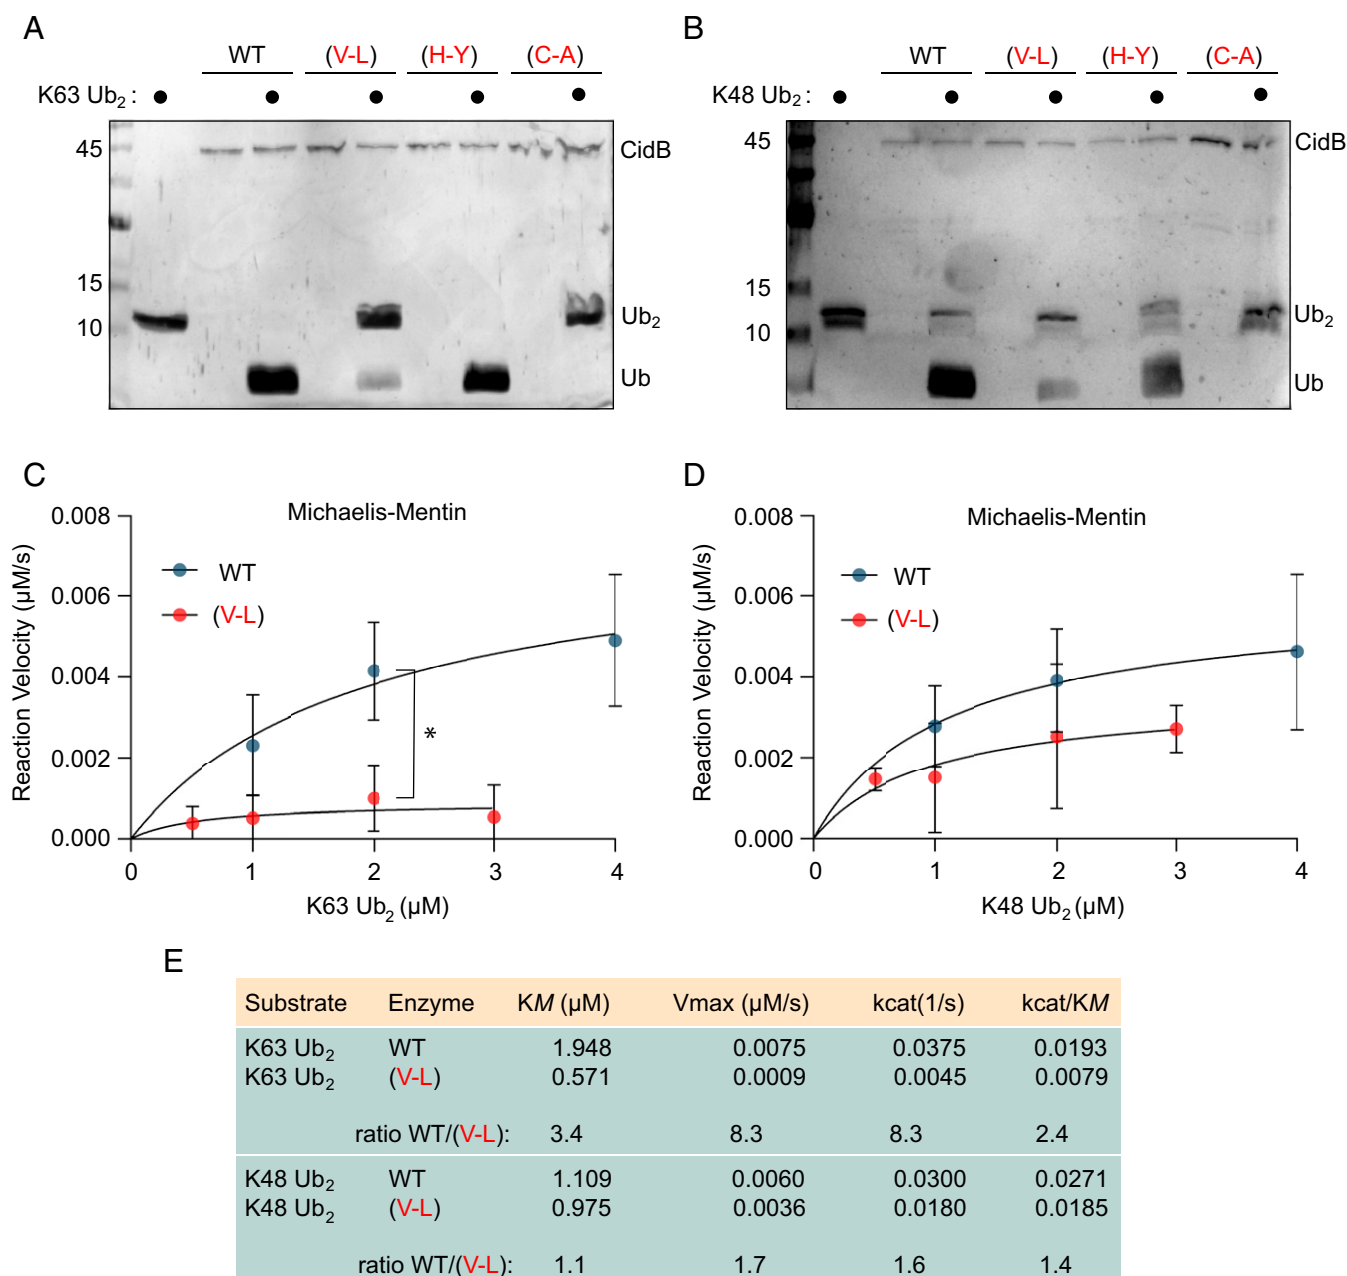 A
WT (V-L) (H-Y) (C-A)
K63 Ub2 :
45
15
10
CidB
Ub2
Ub
B
WT (V-L) (H-Y) (C-A)
K48 Ub2 :
45
15
10
CidB
Ub2
Ub
C
Michaelis-Mentin
Reaction Velocity (µM/s)
0.008
0.006
0.004
0.002
0.000
WT
(V-L)
*
0 1 2 3 4
K63 Ub2 (µM)
D
Michaelis-Mentin
Reaction Velocity (µM/s)
0.008
0.006
0.004
0.002
0.000
WT
(V-L)
0 1 2 3 4
K48 Ub2 (µM)
E
Substrate Enzyme KM (µM) Vmax (µM/s) kcat(1/s) kcat/KM
K63 Ub2 WT 1.948 0.0075 0.0375 0.0193
K63 Ub2 (V-L) 0.571 0.0009 0.0045 0.0079
ratio WT/(V-L): 3.4 8.3 8.3 2.4
K48 Ub2 WT 1.109 0.0060 0.0300 0.0271
K48 Ub2 (V-L) 0.975 0.0036 0.0180 0.0185
ratio WT/(V-L): 1.1 1.7 1.6 1.4